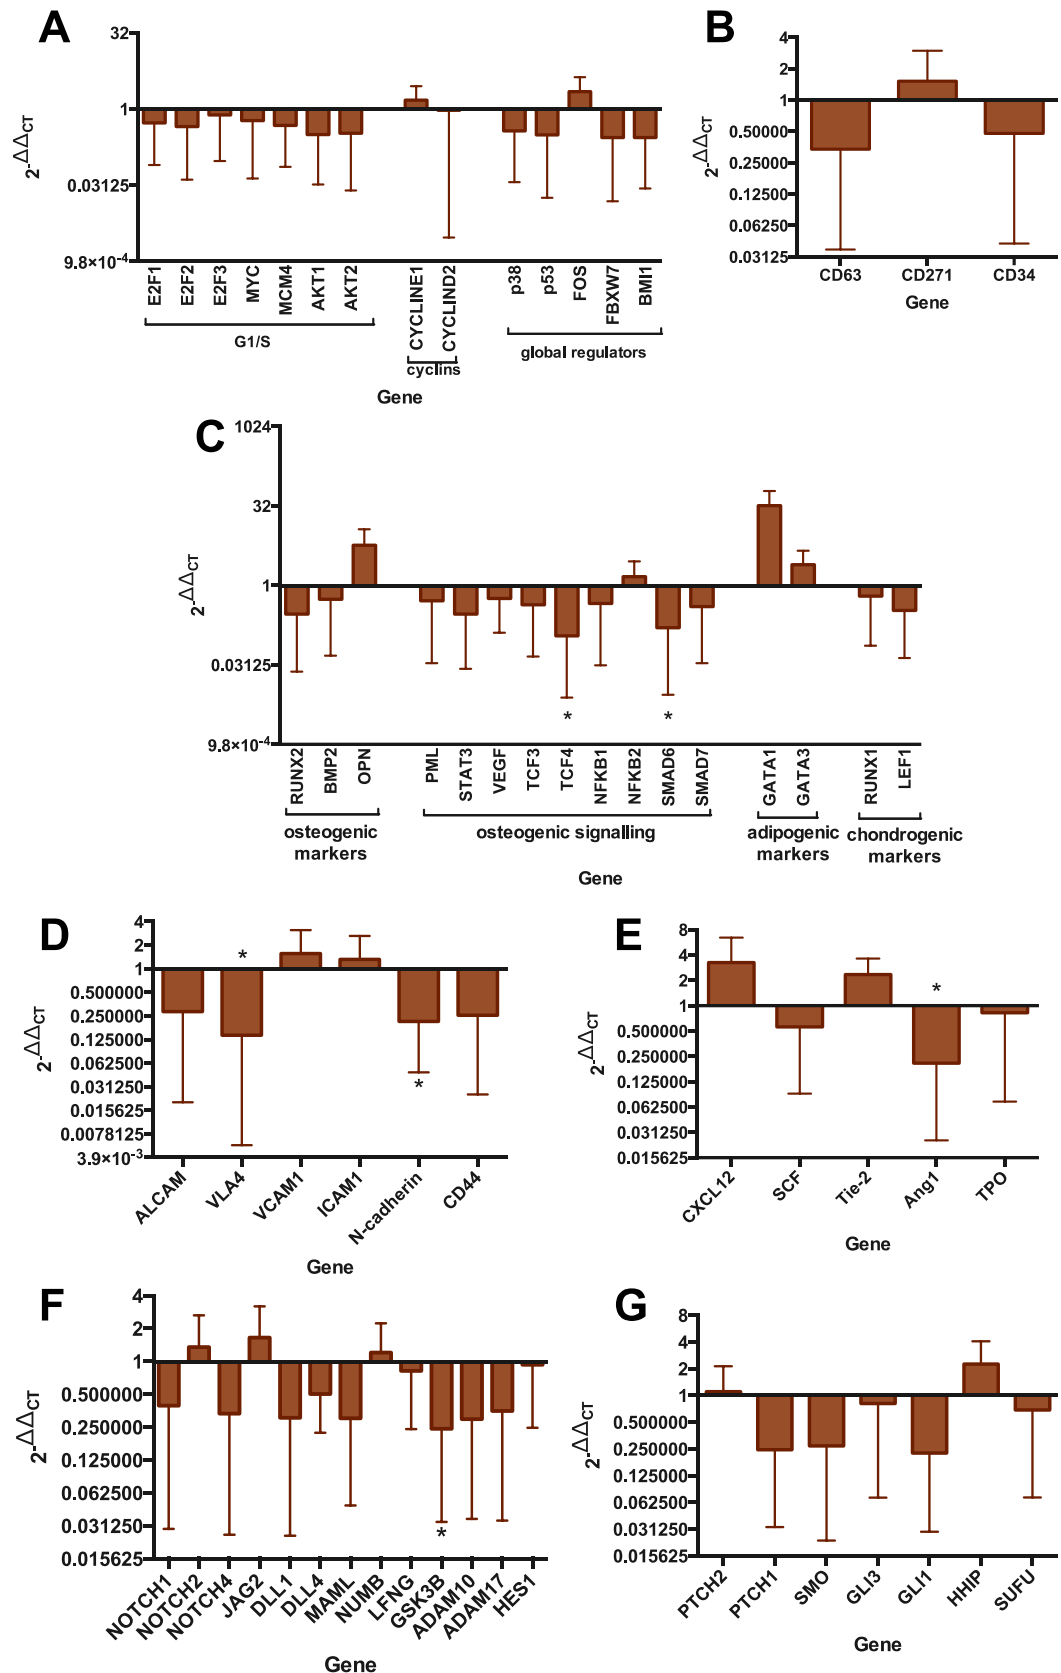 A
32
1
0.03125
9.8×10⁻⁴
2^-ΔΔCT
E2F1
E2F2
E2F3
MYC
MCM4
AKT1
AKT2
CYCLINE1
CYCLIND2
p38
p53
FOS
FBXW7
BMI1
G1/S
cyclins
global regulators
Gene
B
4
2
1
0.50000
0.25000
0.12500
0.06250
0.03125
2^-ΔΔCT
CD63 CD271 CD34
Gene
C
1024
32
1
0.03125
9.8×10⁻⁴
2^-ΔΔCT
*
*
RUNX2
BMP2
OPN
PML
STAT3
VEGF
TCF3
TCF4
NFKB1
NFKB2
SMAD6
SMAD7
GATA1
GATA3
RUNX1
LEF1
osteogenic
markers
osteogenic signalling
adipogenic
markers
chondrogenic
markers
Gene
D
4
2
1
0.500000
0.250000
0.125000
0.062500
0.031250
0.015625
0.0078125
3.9×10⁻³
2^-ΔΔCT
*
*
ALCAM
VLA4
VCAM1
ICAM1
N-cadherin
CD44
Gene
E
8
4
2
1
0.500000
0.250000
0.125000
0.062500
0.031250
0.015625
2^-ΔΔCT
*
CXCL12
SCF
Tie-2
Ang1
TPO
Gene
F
4
2
1
0.500000
0.250000
0.125000
0.062500
0.031250
0.015625
2^-ΔΔCT
*
NOTCH1
NOTCH2
NOTCH4
JAG2
DLL1
DLL4
MAML
NUMB
LFNG
GSK3B
ADAM10
ADAM17
HES1
Gene
G
8
4
2
1
0.500000
0.250000
0.125000
0.062500
0.031250
0.015625
2^-ΔΔCT
PTCH2
PTCH1
SMO
GLI3
GLI1
HHIP
SUFU
Gene